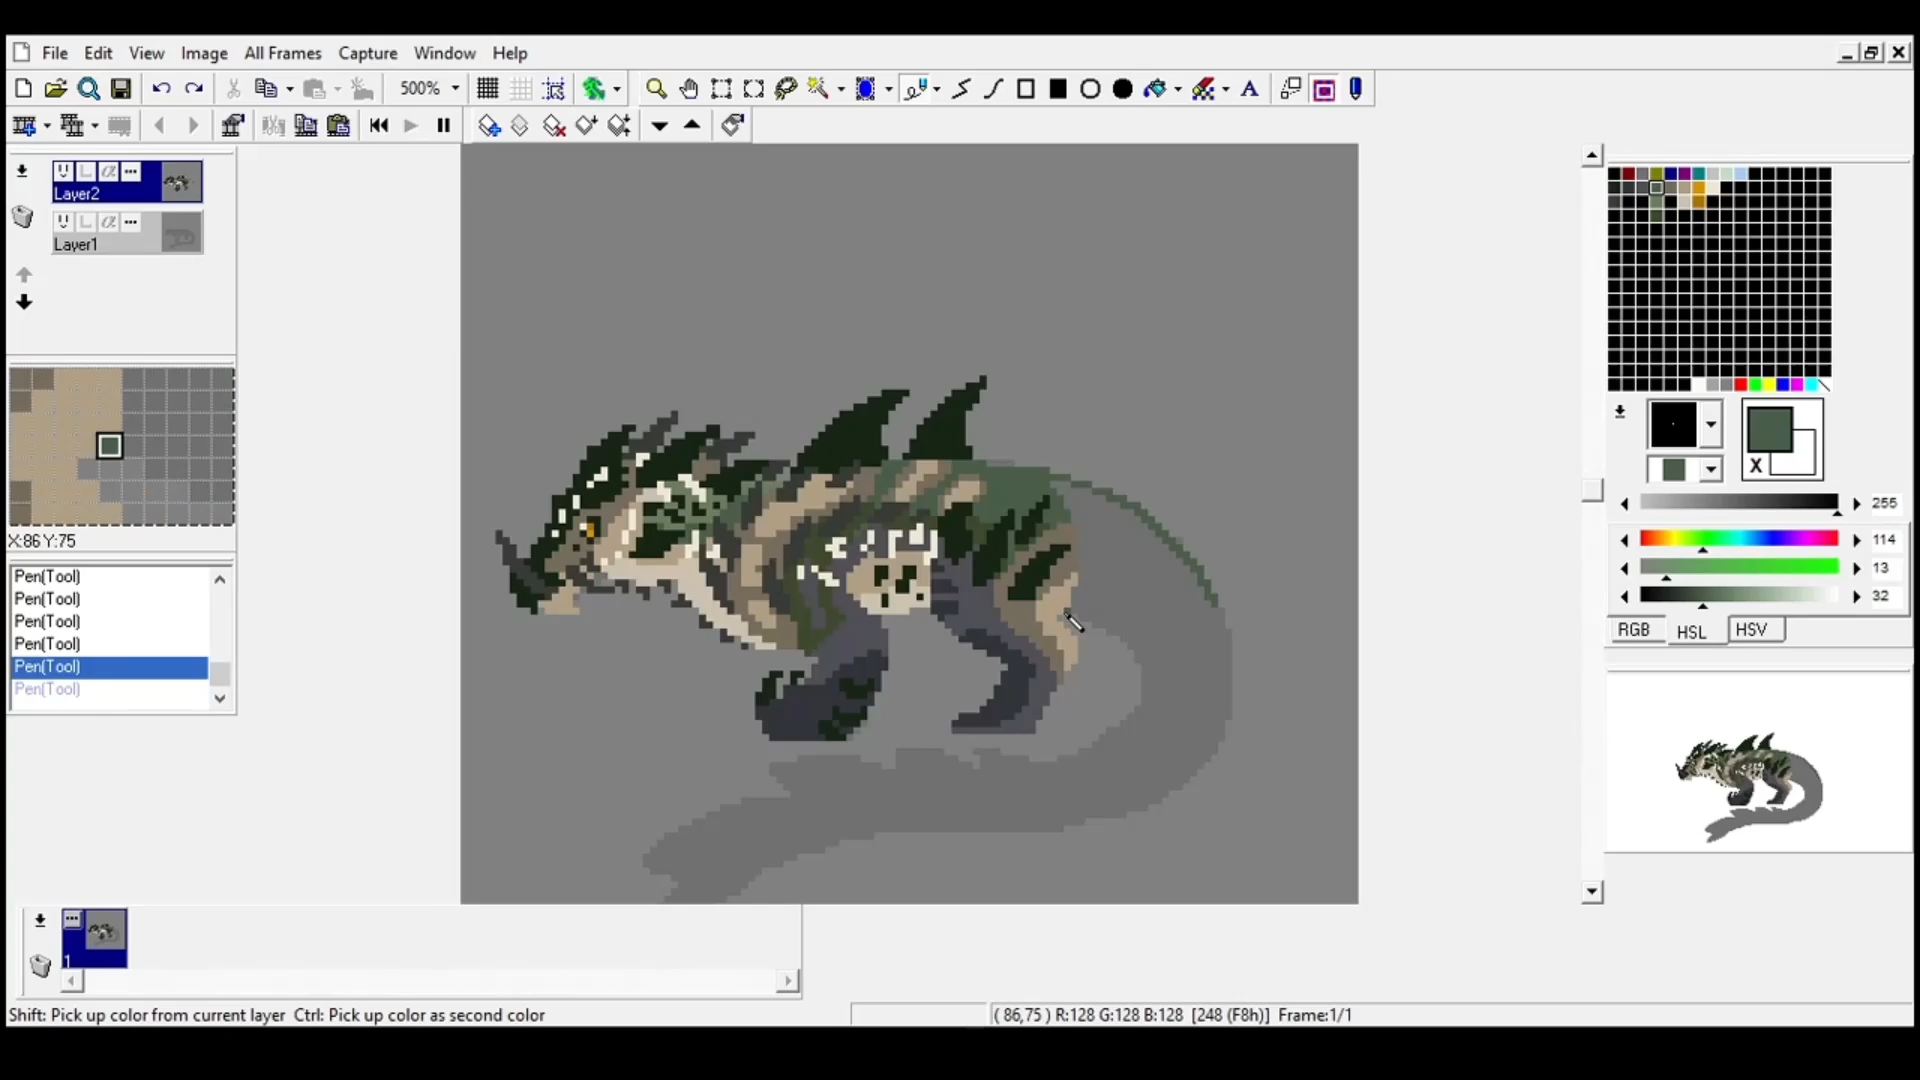 File Edit View Image All Frames Capture Window Help
500%
A
Layer2
Layer1
X:86 Y:75
Pen(Tool)
Pen(Tool)
Pen(Tool)
Pen(Tool)
Pen(Tool)
Pen(Tool)
X
255
114
13
32
RGB HSL HSV
1
Shift: Pick up color from current layer Ctrl: Pick up color as second color
( 86,75 ) R:128 G:128 B:128 [248 (F8h)] Frame:1/1